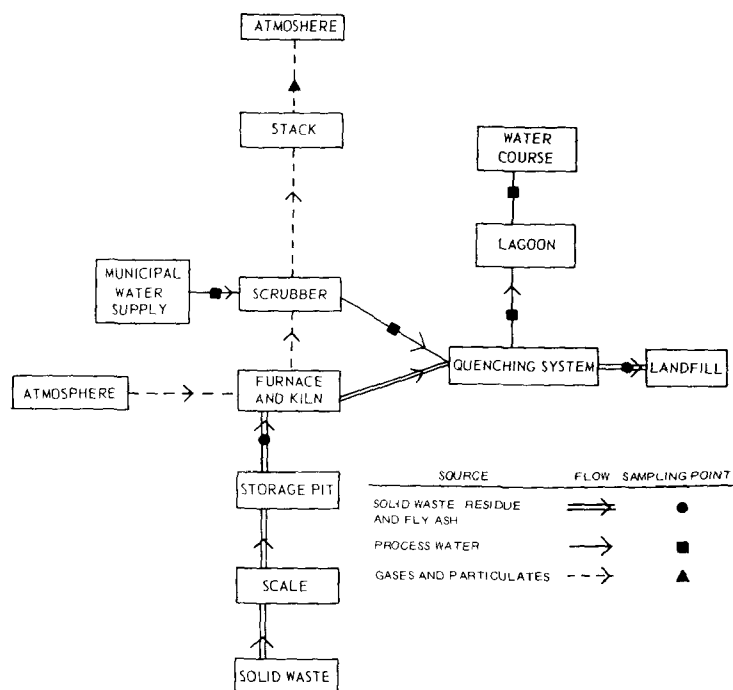 ATMOSHERE
STACK
WATER
COURSE
LAGOON
MUNICIPAL
WATER
SUPPLY
SCRUBBER
QUENCHING SYSTEM
LANDFILL
ATMOSPHERE
FURNACE
AND KILN
STORAGE PIT
SCALE
SOLID WASTE
SOURCE FLOW SAMPLING POINT
SOLID WASTE RESIDUE
AND FLY ASH
PROCESS WATER
GASES AND PARTICULATES